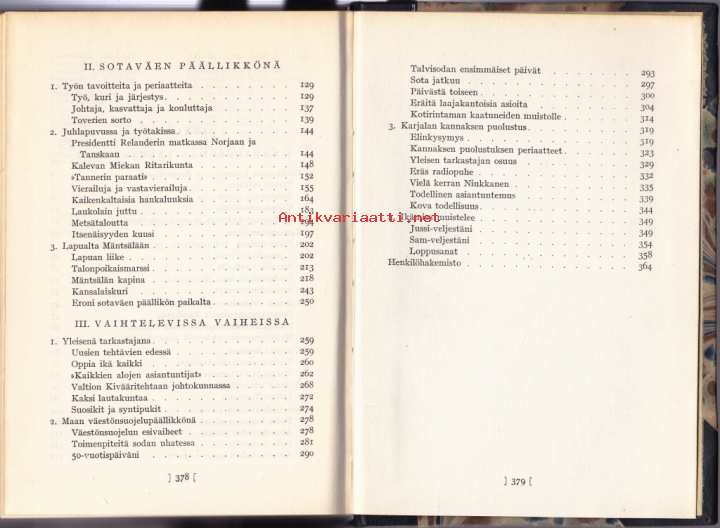 II. SOTAVÄEN PÄÄLLIKKÖNÄ
1. Työn tavoitteita ja periaatteita 129
Työ, kuri ja järjestys 129
Johtaja, kasvattaja ja kouluttaja 137
Toverien sorto 139
2. Juhlapuvussa ja työtakissa 144
Presidentti Relanderin matkassa Norjaan ja
Tanskaan 144
Kalevan Miekan Ritarikunta 148
»Tannerin paraati» 152
Vierailuja ja vastavierailuja 155
Kaikenkaltaisia hankaluuksia 164
Laukolain juttu 183
Metsätaloutta 194
Itsenäisyyden kuusi 197
3. Lapualta Mäntsälään 202
Lapuan liike 202
Talonpoikaismarssi 213
Mäntsälän kapina 218
Kansalaiskuri 243
Eroni sotaväen päällikön paikalta 250
III. VAIHTELEVISSA VAIHEISSA
1. Yleisenä tarkastajana 259
Uusien tehtävien edessä 259
Oppia ikä kaikki 260
»Kaikkien alojen asiantuntijat» 262
Valtion Kivääritehtaan johtokunnassa 268
Kaksi lautakuntaa 272
Suosikit ja syntipukit 274
2. Maan väestönsuojelupäällikkönä 278
Väestönsuojelun esivaiheet 278
Toimenpiteitä sodan uhatessa 281
50-vuotispäiväni 290
] 378 [
Talvisodan ensimmäiset päivät 293
Sota jatkuu 297
Päivästä toiseen 300
Eräitä laajakantoisia asioita 304
Kotirintaman kaatuneiden muistolle 314
3. Karjalan kannaksen puolustus 319
Elinkysymys 319
Kannaksen puolustuksen periaatteet 323
Yleisen tarkastajan osuus 329
Eräs radiopuhe 332
Vielä kerran Niukkanen 335
Todellinen asiantuntemus 339
Kova todellisuus 344
muistelee 349
Jussi-veljestäni 349
Sam-veljestäni 354
Loppusanat 358
Henkilöhakemisto 364
] 379 [
Antikvariaatti.net